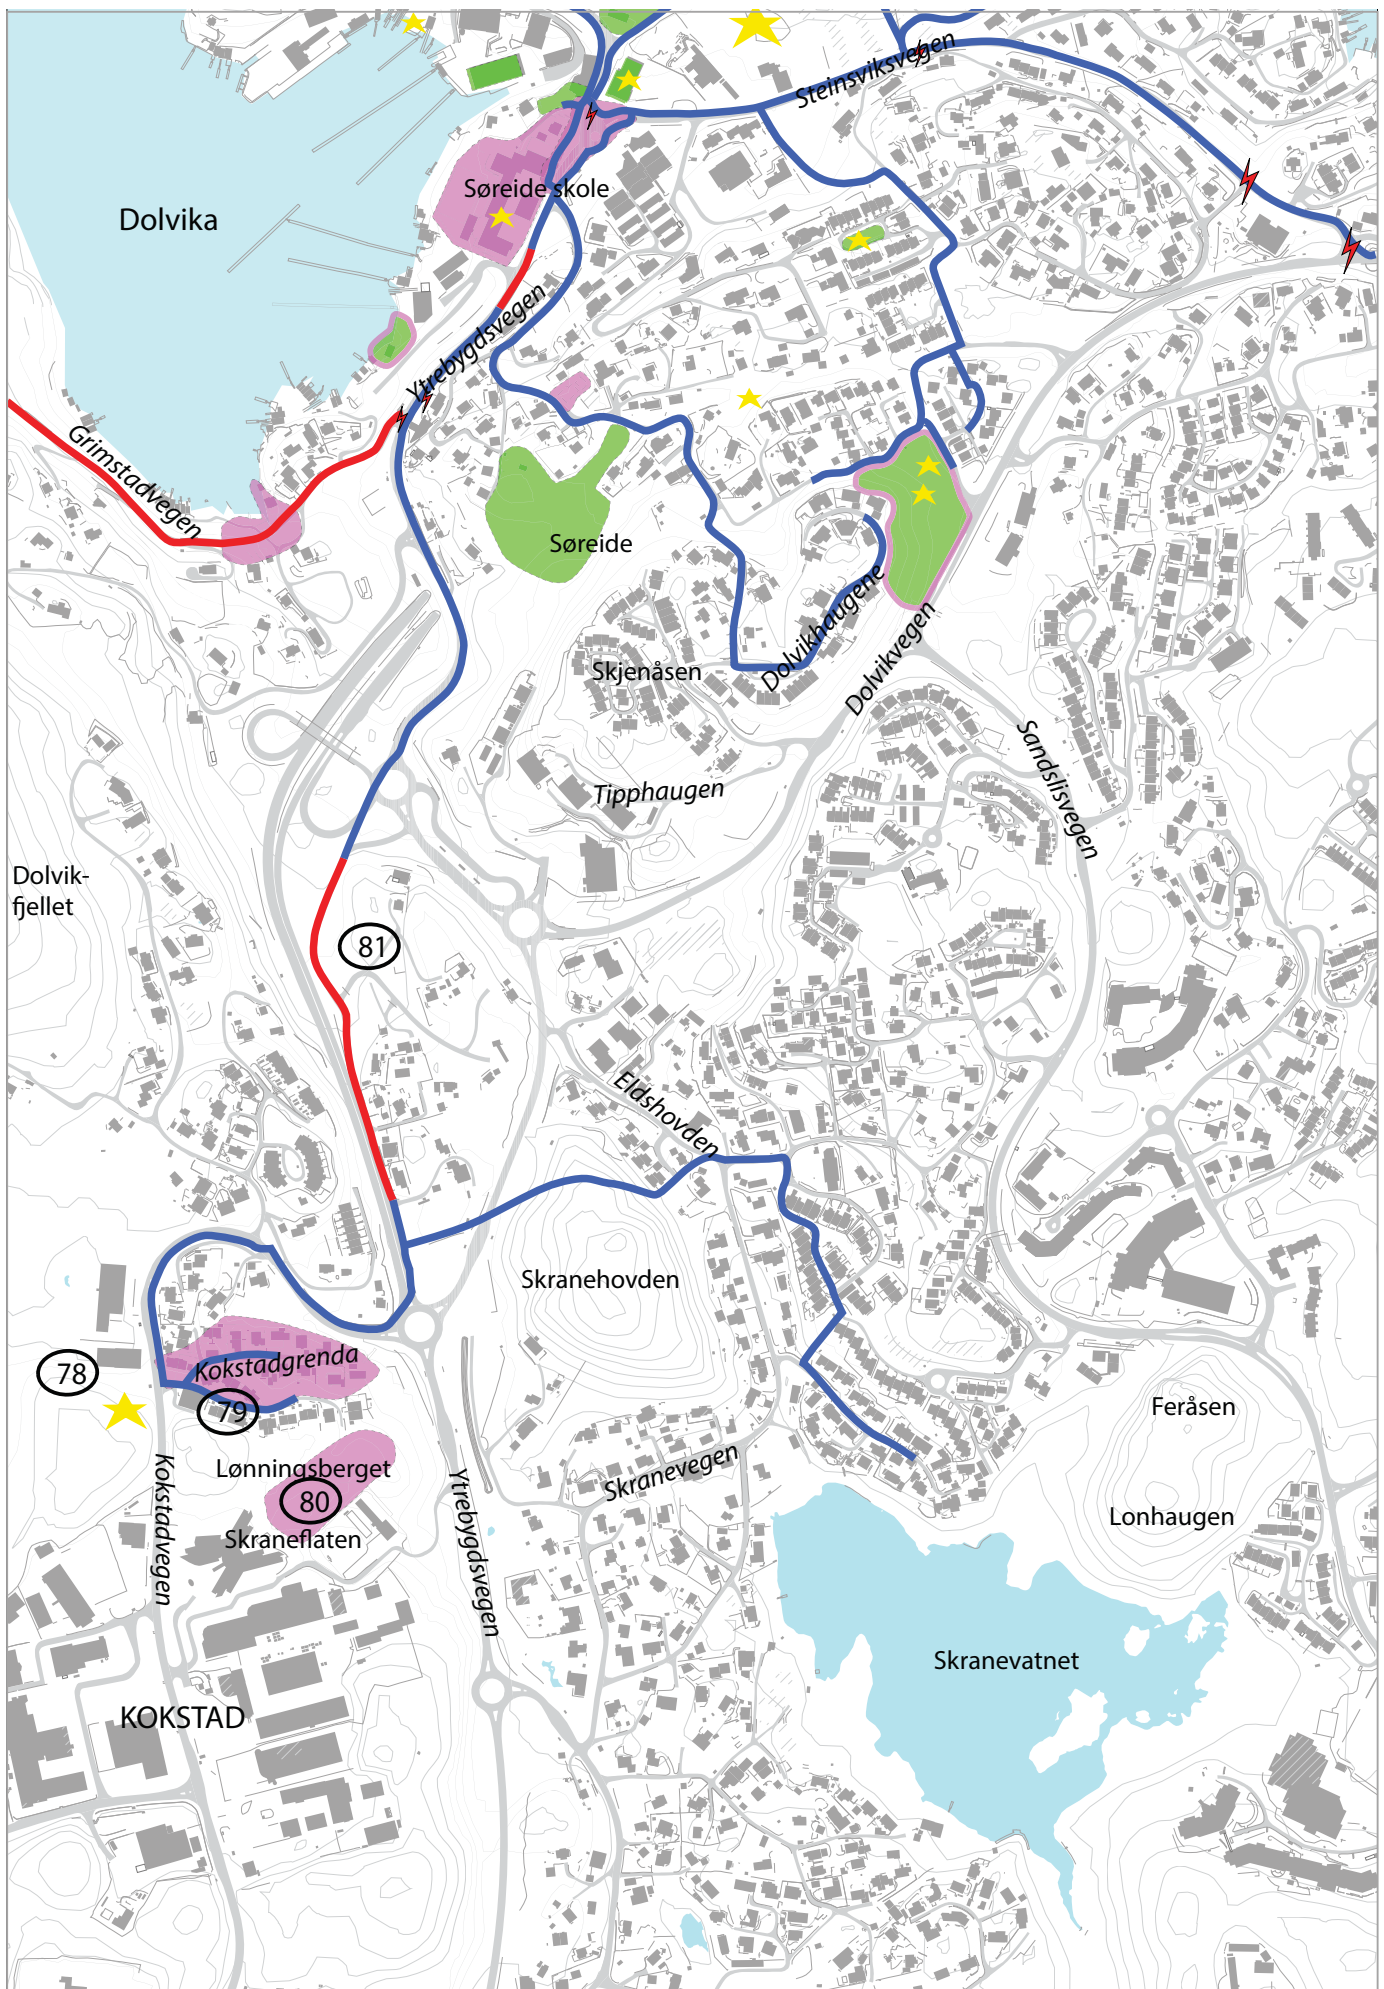 Steinsviksvegen
Søreide skole
Dolvika
Ytrebygdsvegen
Grimstadvegen
Søreide
Dolvikhaugene
Dolvikvegen
Skjenåsen
Sandslisvegen
Tipphaugen
Dolvik-
fjellet
81
Eldshovden
Skranehovden
Kokstadgrenda
78
79
Feråsen
Lønningsberget
Skranevegen
Kokstadvegen
Ytrebygdsvegen
80
Lonhaugen
Skraneflaten
Skranevatnet
KOKSTAD